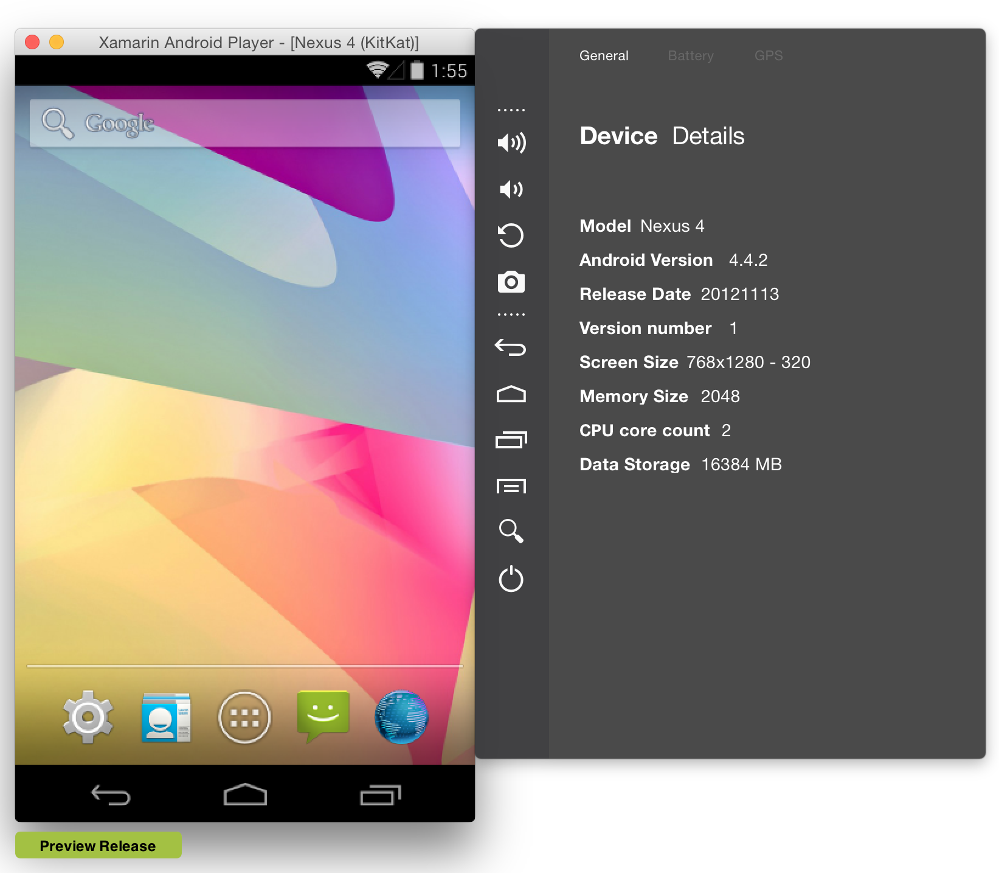 Xamarin Android Player - [Nexus 4 (KitKat)]
1:55
Google
Preview Release
General Battery GPS
Device Details
Model Nexus 4
Android Version 4.4.2
Release Date 20121113
Version number 1
Screen Size 768x1280 - 320
Memory Size 2048
CPU core count 2
Data Storage 16384 MB